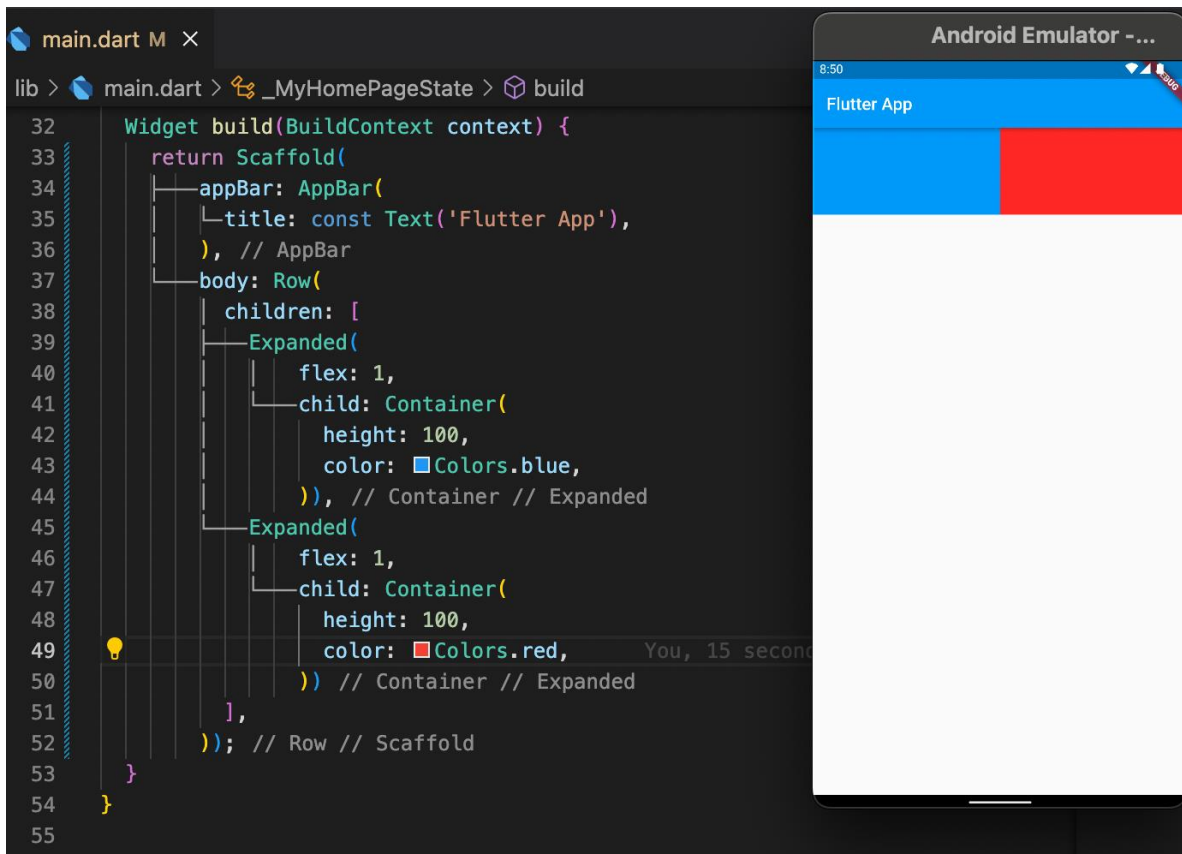 main.dart M ×
lib > main.dart > _MyHomePageState > build
32 Widget build(BuildContext context) {
33 return Scaffold(
34 appBar: AppBar(
35 title: const Text('Flutter App'),
36 ), // AppBar
37 body: Row(
38 children: [
39 Expanded(
40 flex: 1,
41 child: Container(
42 height: 100,
43 color: Colors.blue,
44 )), // Container // Expanded
45 Expanded(
46 flex: 1,
47 child: Container(
48 height: 100,
49 color: Colors.red, You, 15 second
50 )) // Container // Expanded
51 ],
52 )); // Row // Scaffold
53 }
54 }
55
Android Emulator -...
8:50
Flutter App